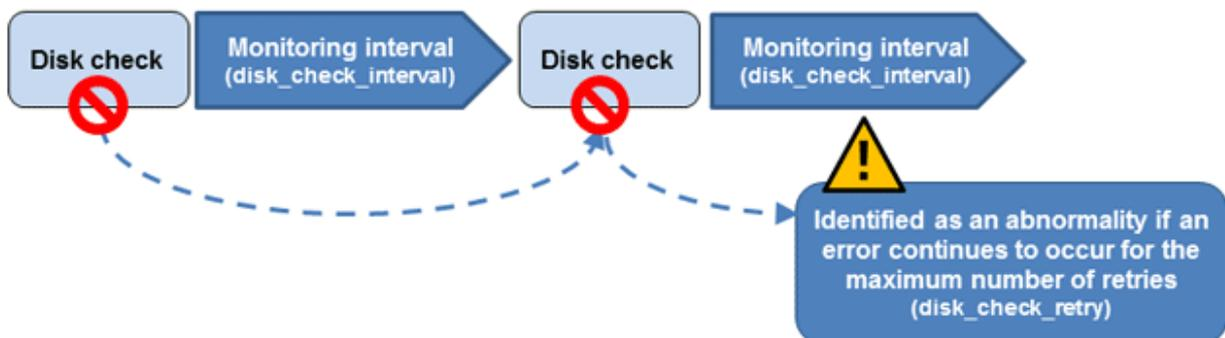 Disk check
Monitoring interval
(disk_check_interval)
Disk check
Monitoring interval
(disk_check_interval)
!
Identified as an abnormality if an
error continues to occur for the
maximum number of retries
(disk_check_retry)